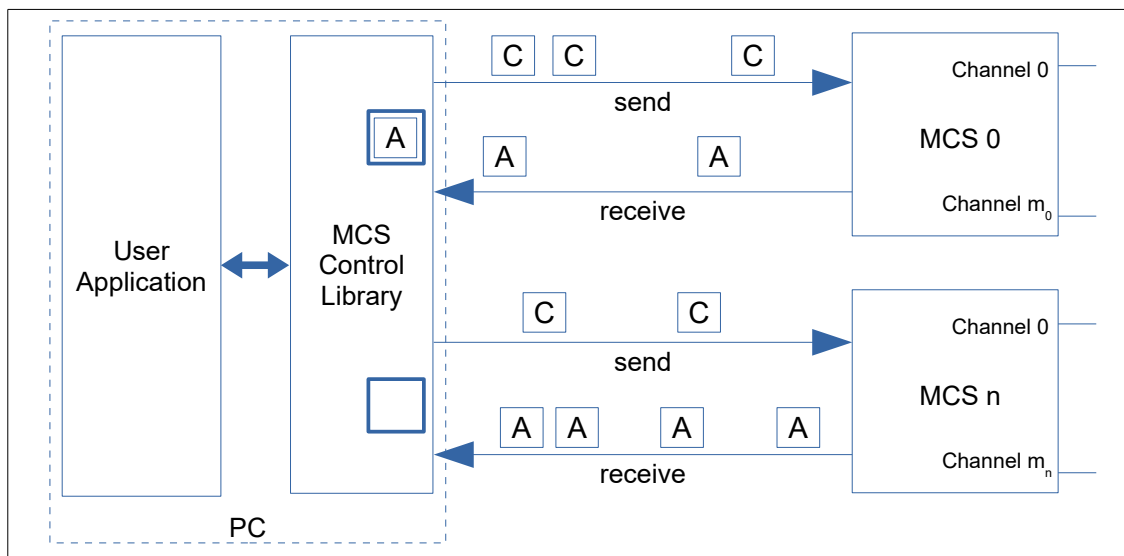 C C C
send
A
A A
receive
User
Application
MCS
Control
Library
C C
send
A A A A
receive
PC
Channel 0
MCS 0
Channel m0
Channel 0
MCS n
Channel mn